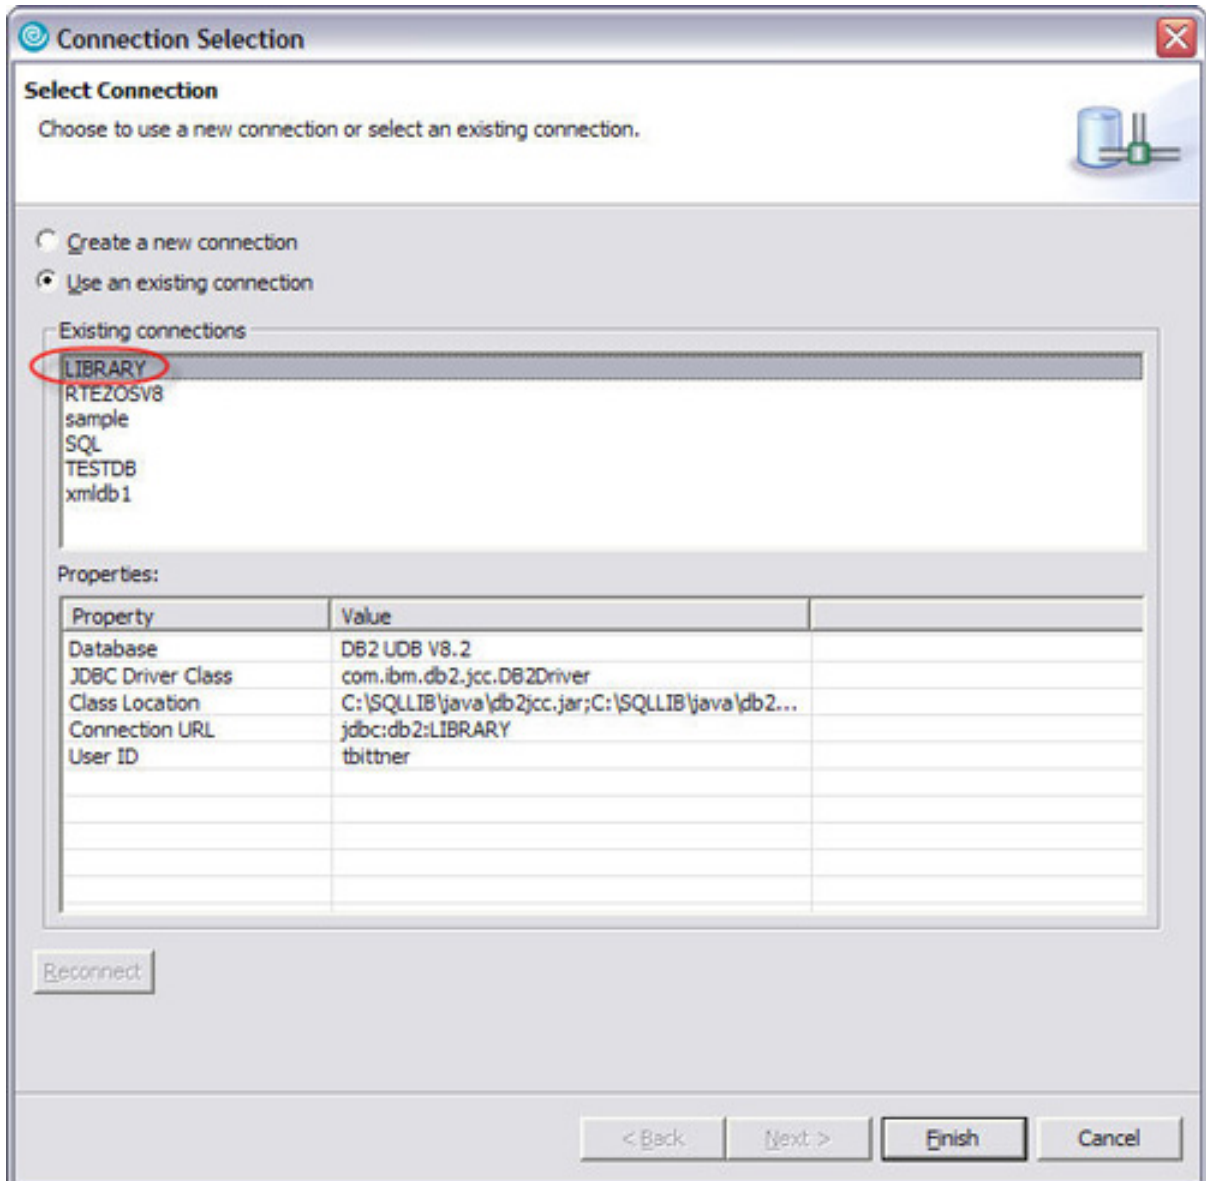 Connection Selection
Select Connection
Choose to use a new connection or select an existing connection.
Create a new connection
Use an existing connection
Existing connections
LIBRARY
RTEZOSV8
sample
SQL
TESTDB
xmldb1
Properties:
Property Value
Database DB2 UDB V8.2
JDBC Driver Class com.ibm.db2.jcc.DB2Driver
Class Location C:\SQLLIB\java\db2jcc.jar;C:\SQLLIB\java\db2...
Connection URL jdbc:db2:LIBRARY
User ID tbittner
Reconnect
< Back Next > Finish Cancel